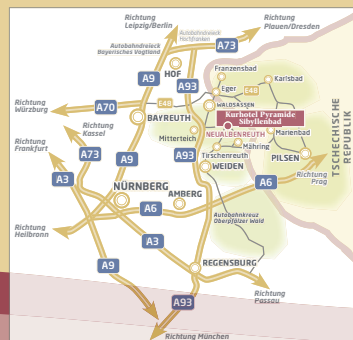 Richtung
Leipzig/Berlin
Richtung
Plauen/Dresden
Autobahndreieck
Hochfranken
Autobahndreieck
Bayerisches Vogtland
A73
HOF
Franzensbad
A9
A93
Karlsbad
Eger
E48
Richtung
Würzburg
A70
E48
WALDSASSEN
Kurhotel Pyramide
Sibyllenbad
BAYREUTH
Richtung
Kassel
NEUALBENREUTH
Marienbad
Mitterteich
Mähring
Richtung
Frankfurt
A73
A9
A93
Tirschenreuth
PILSEN
WEIDEN
TSCHECHISCHE
REPUBLIK
A3
NÜRNBERG
A6
Richtung
Prag
AMBERG
A6
Autobahnkreuz
Oberpfälzer Wald
Richtung
Heilbronn
A3
A9
REGENSBURG
Richtung
Passau
A93
Richtung München